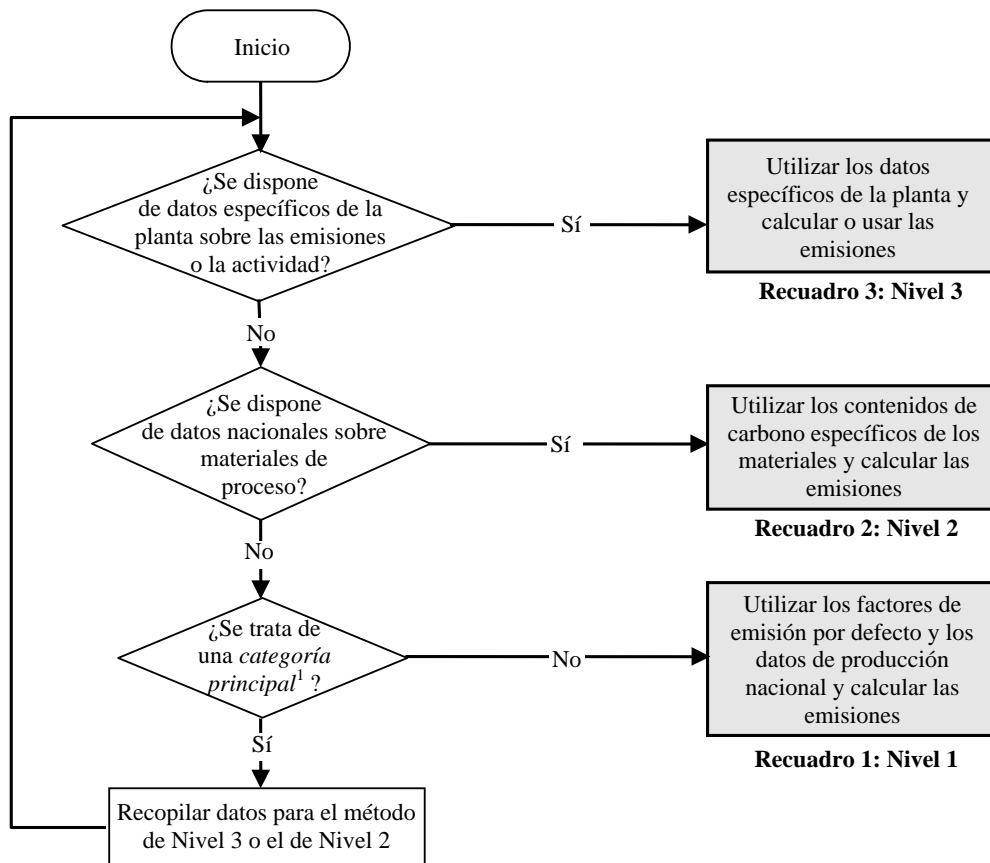 Inicio
¿Se dispone
de datos específicos de la
planta sobre las emisiones
o la actividad?
Sí
Utilizar los datos
específicos de la planta y
calcular o usar las
emisiones
Recuadro 3: Nivel 3
No
¿Se dispone
de datos nacionales sobre
materiales de
proceso?
Sí
Utilizar los contenidos de
carbono específicos de los
materiales y calcular las
emisiones
Recuadro 2: Nivel 2
No
¿Se trata de
una categoría
principal¹ ?
No
Utilizar los factores de
emisión por defecto y los
datos de producción
nacional y calcular las
emisiones
Recuadro 1: Nivel 1
Sí
Recopilar datos para el método
de Nivel 3 o el de Nivel 2